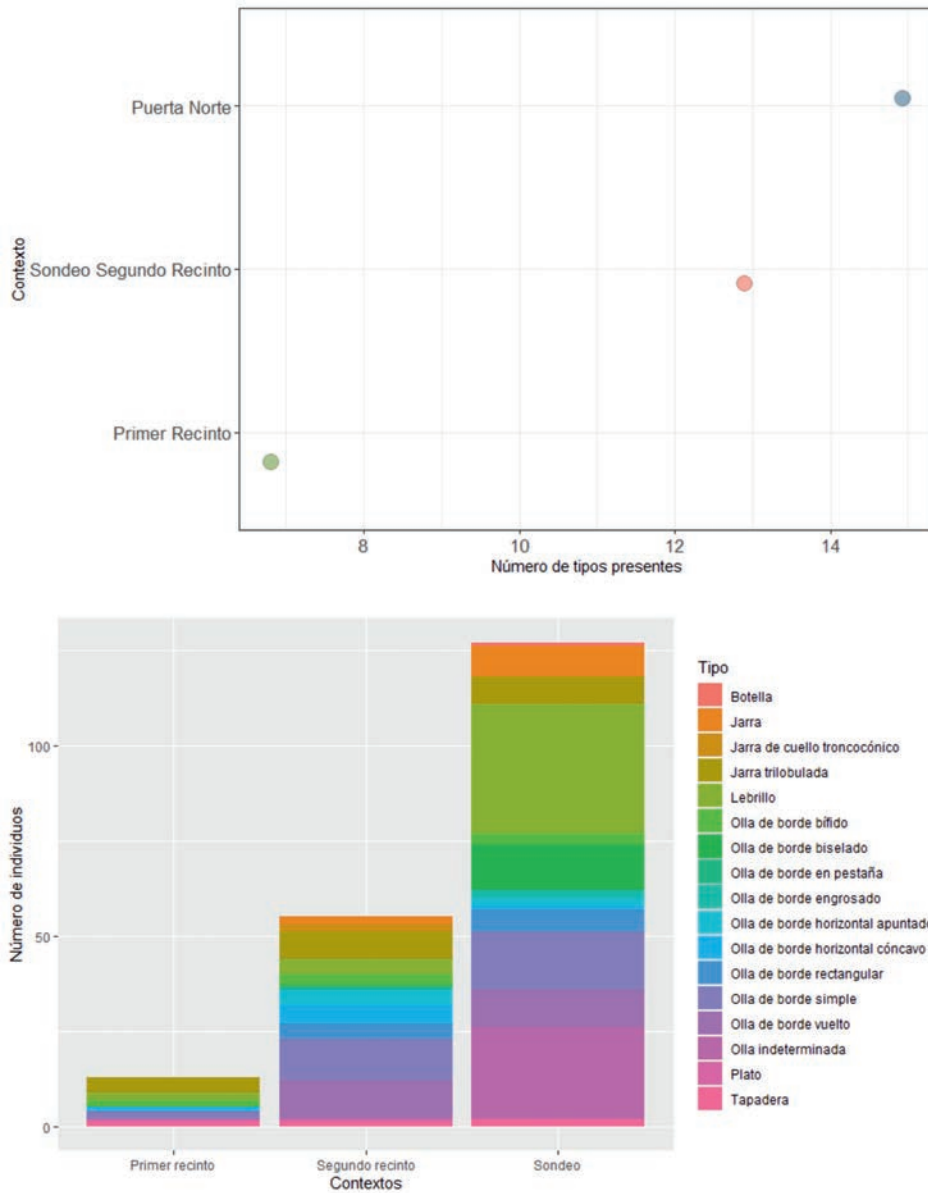 Puerta Norte
Sondeo Segundo Recinto
Primer Recinto
Contexto
8 10 12 14
Número de tipos presentes
Número de individuos
100
50
0
Primer recinto Segundo recinto Sondeo
Contextos
Tipo
Botella
Jarra
Jarra de cuello troncocónico
Jarra trilobulada
Lebrillo
Olla de borde bífido
Olla de borde biselado
Olla de borde en pestaña
Olla de borde engrosado
Olla de borde horizontal apuntado
Olla de borde horizontal cóncavo
Olla de borde rectangular
Olla de borde simple
Olla de borde vuelto
Olla indeterminada
Plato
Tapadera